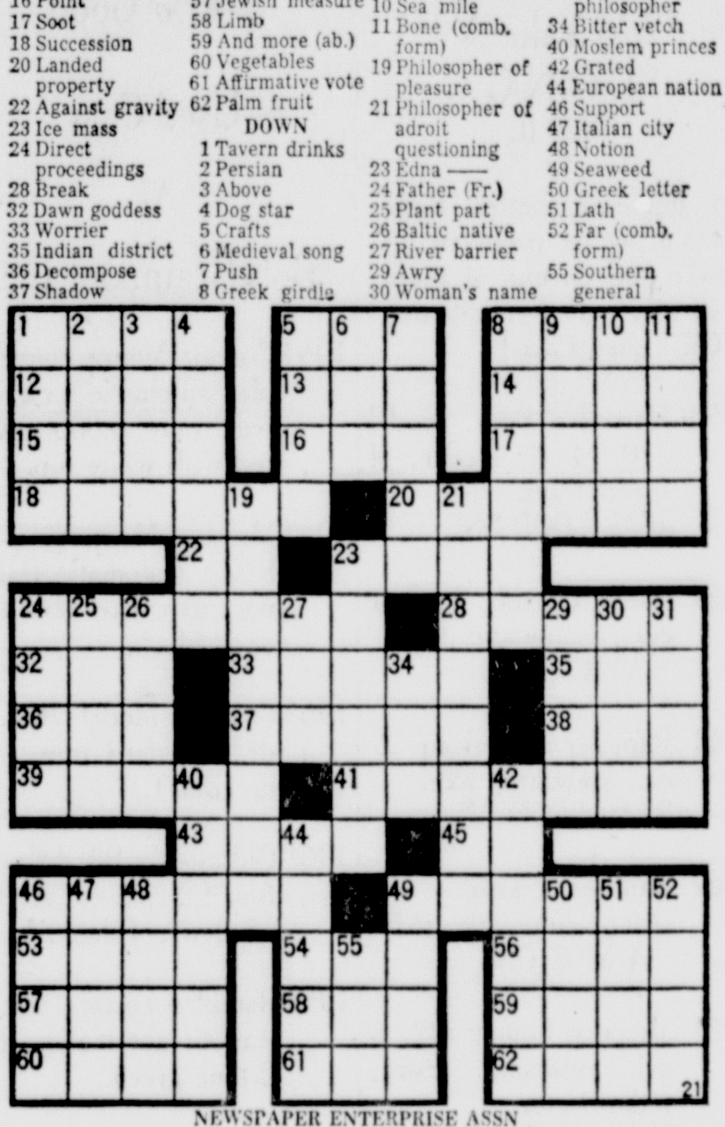 16 Point
17 Soot
18 Succession
20 Landed
property
22 Against gravity
23 Ice mass
24 Direct
proceedings
28 Break
32 Dawn goddess
33 Worrier
35 Indian district
36 Decompose
37 Shadow
57 Jewish measure
58 Limb
59 And more (ab.)
60 Vegetables
61 Affirmative vote
62 Palm fruit
DOWN
1 Tavern drinks
2 Persian
3 Above
4 Dog star
5 Crafts
6 Medieval song
7 Push
8 Greek girdle
10 Sea mile
11 Bone (comb.
form)
19 Philosopher of
pleasure
21 Philosopher of
adroit
questioning
23 Edna ——
24 Father (Fr.)
25 Plant part
26 Baltic native
27 River barrier
29 Awry
30 Woman's name
philosopher
34 Bitter vetch
40 Moslem princes
42 Grated
44 European nation
46 Support
47 Italian city
48 Notion
49 Seaweed
50 Greek letter
51 Lath
52 Far (comb.
form)
55 Southern
general
1 2 3 4 5 6 7 8 9 10 11
12 13 14
15 16 17
18 19 20 21
22 23
24 25 26 27 28 29 30 31
32 33 34 35
36 37 38
39 40 41 42
43 44 45
46 47 48 49 50 51 52
53 54 55 56
57 58 59
60 61 62
21
NEWSPAPER ENTERPRISE ASSN